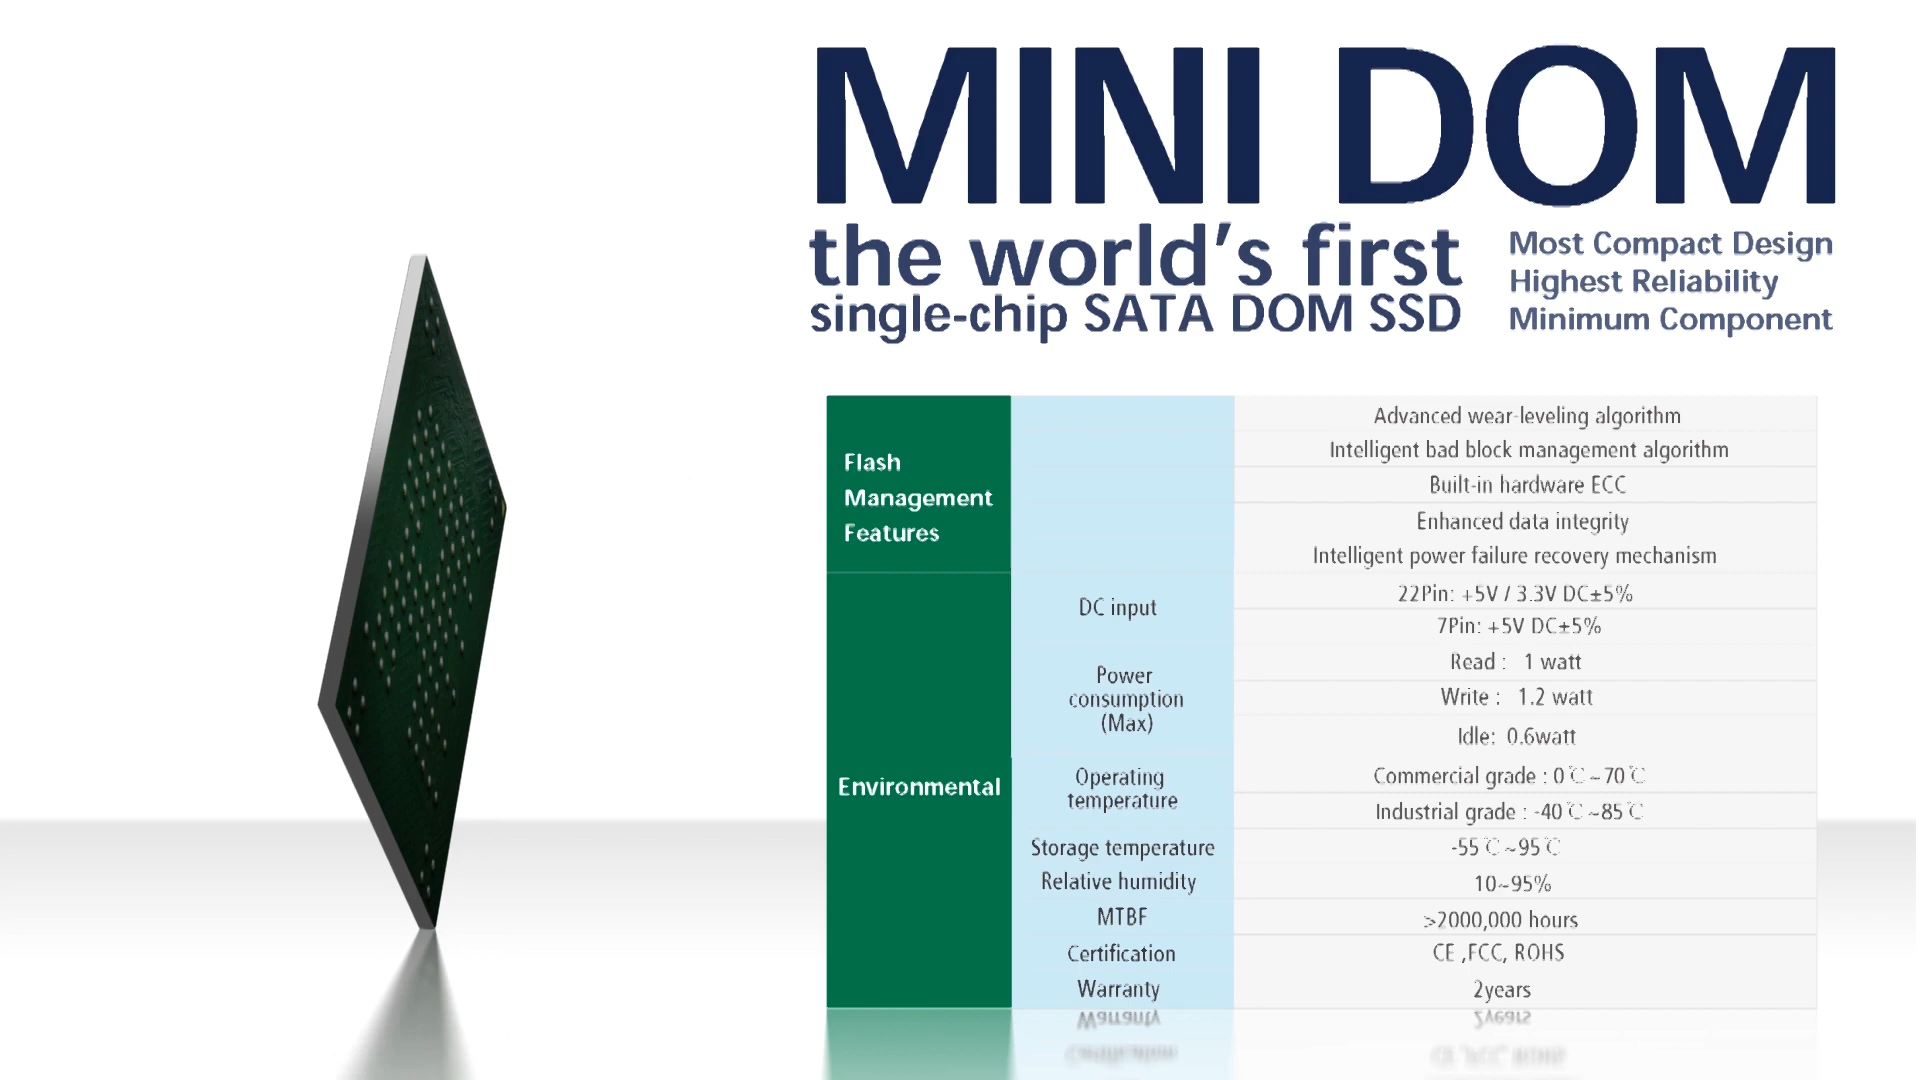 MINI DOM
the world's first
single-chip SATA DOM SSD
Most Compact Design
Highest Reliability
Minimum Component
Flash
Management
Features
Advanced wear-leveling algorithm
Intelligent bad block management algorithm
Built-in hardware ECC
Enhanced data integrity
Intelligent power failure recovery mechanism
Environmental
DC input
22Pin: +5V / 3.3V DC±5%
7Pin: +5V DC±5%
Power
consumption
(Max)
Read : 1 watt
Write : 1.2 watt
Idle: 0.6watt
Operating
temperature
Commercial grade : 0℃~70℃
Industrial grade : -40℃~85℃
Storage temperature
-55℃~95℃
Relative humidity
10~95%
MTBF
>2000,000 hours
Certification
CE ,FCC, ROHS
Warranty
2years